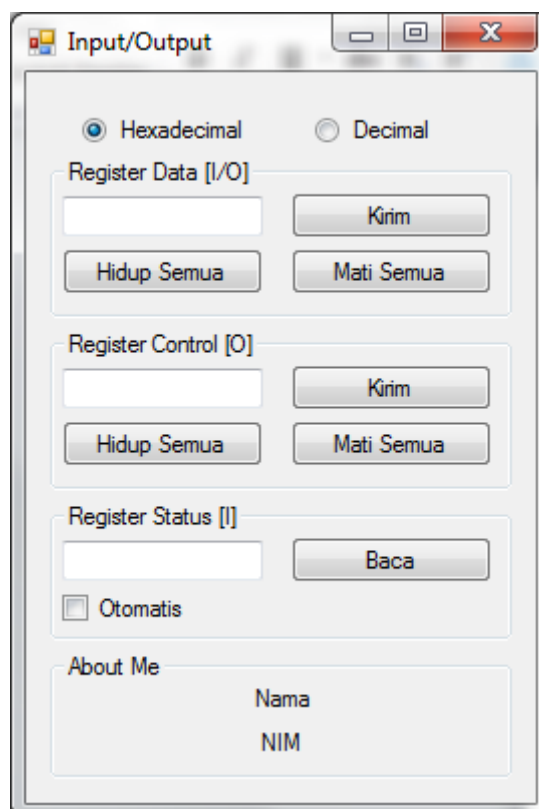 Input/Output
Hexadecimal Decimal
Register Data [I/O]
Kirim
Hidup Semua Mati Semua
Register Control [O]
Kirim
Hidup Semua Mati Semua
Register Status [I]
Baca
Otomatis
About Me
Nama
NIM